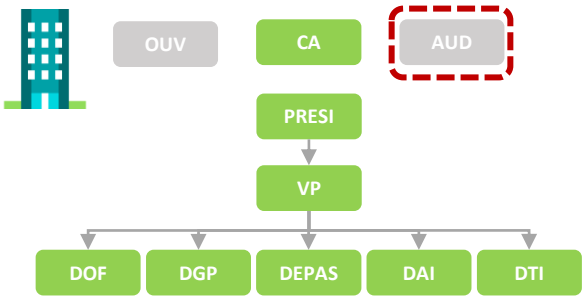 OUV CA AUD
PRESI
VP
DOF DGP DEPAS DAI DTI